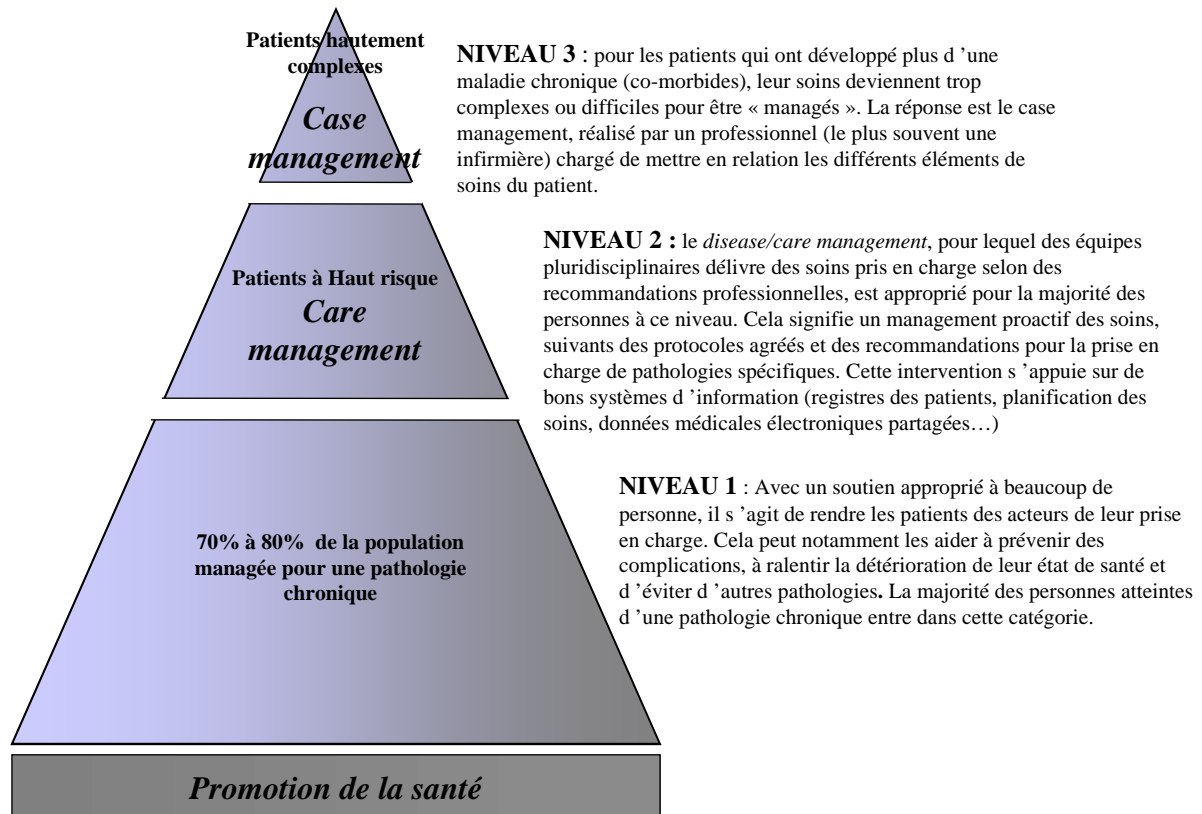 Patients hautement
complexes
Case
management
NIVEAU 3 : pour les patients qui ont développé plus d ’une
maladie chronique (co-morbides), leur soins deviennent trop
complexes ou difficiles pour être « managés ». La réponse est le case
management, réalisé par un professionnel (le plus souvent une
infirmière) chargé de mettre en relation les différents éléments de
soins du patient.
Patients à Haut risque
Care
management
NIVEAU 2 : le disease/care management, pour lequel des équipes
pluridisciplinaires délivre des soins pris en charge selon des
recommandations professionnelles, est approprié pour la majorité des
personnes à ce niveau. Cela signifie un management proactif des soins,
suivants des protocoles agréés et des recommandations pour la prise en
charge de pathologies spécifiques. Cette intervention s ’appuie sur de
bons systèmes d ’information (registres des patients, planification des
soins, données médicales électroniques partagées…)
70% à 80% de la population
managée pour une pathologie
chronique
NIVEAU 1 : Avec un soutien approprié à beaucoup de
personne, il s ’agit de rendre les patients des acteurs de leur prise
en charge. Cela peut notamment les aider à prévenir des
complications, à ralentir la détérioration de leur état de santé et
d ’éviter d ’autres pathologies. La majorité des personnes atteintes
d ’une pathologie chronique entre dans cette catégorie.
Promotion de la santé